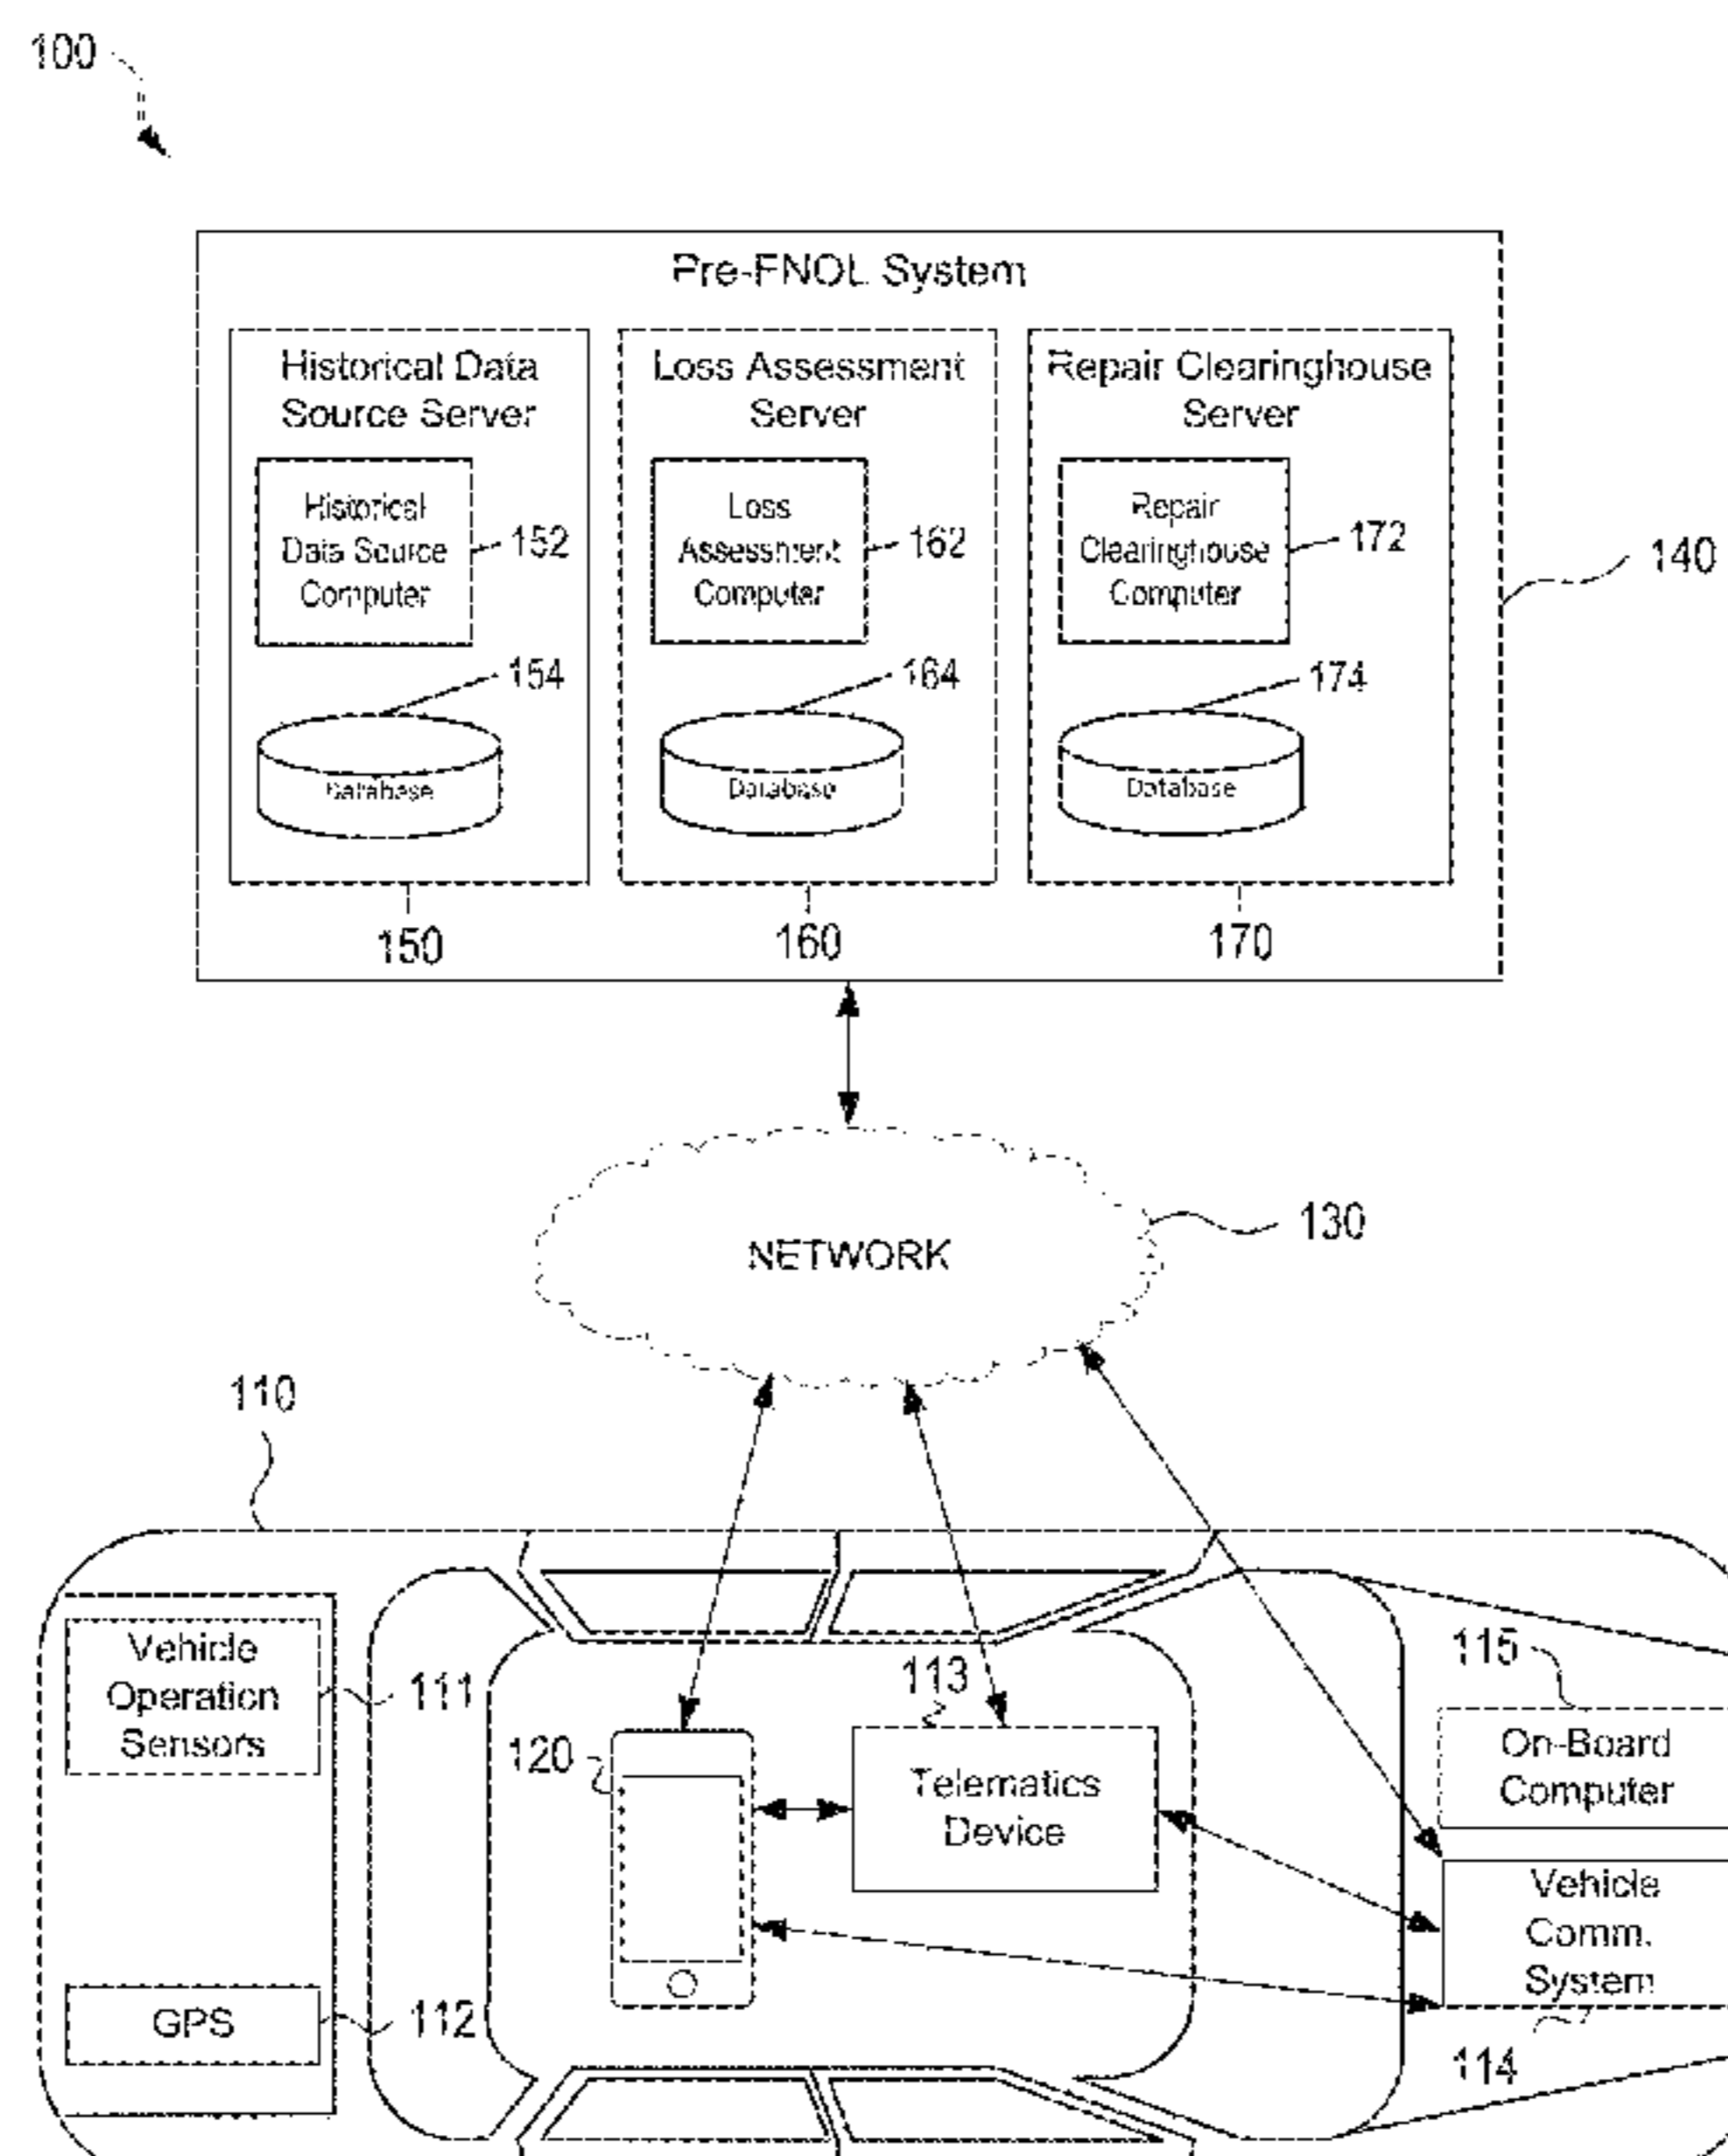 100
Pre-FNOL System
Historical Data
Source Server
Loss Assessment
Server
Repair Clearinghouse
Server
Historical
Data Source
Computer
152
Loss
Assessment
Computer
162
Repair
Clearinghouse
Computer
172
140
154
164
174
Database
Database
Database
150
160
170
130
NETWORK
110
Vehicle
Operation
Sensors
111
113
115
120
Telematics
Device
On-Board
Computer
Vehicle
Comm.
System
GPS
112
114